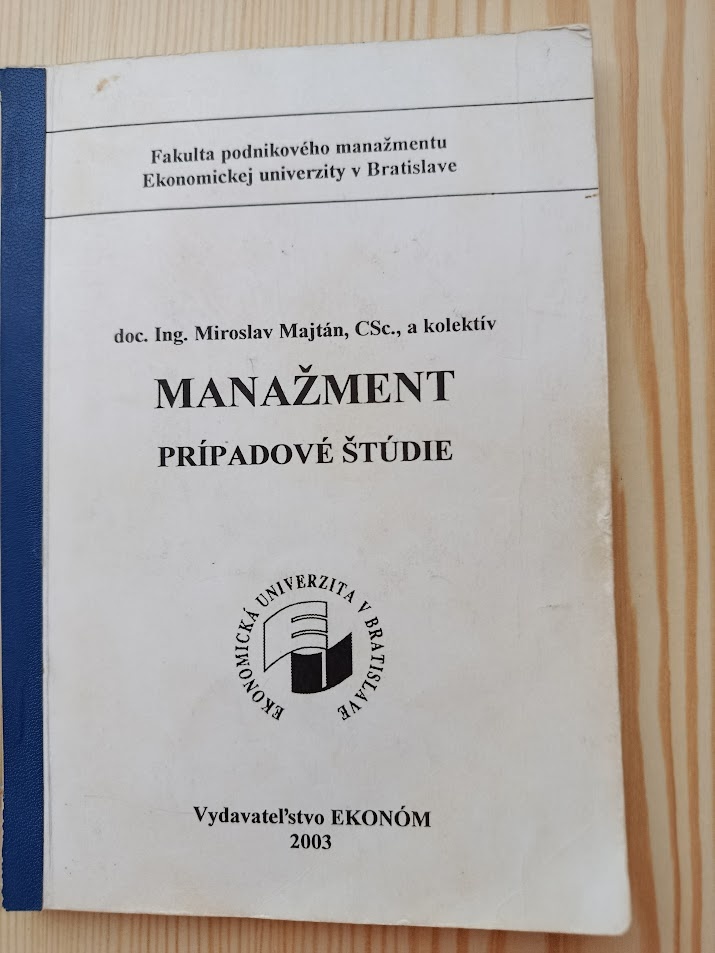 Fakulta podnikového manažmentu
Ekonomickej univerzity v Bratislave
doc. Ing. Miroslav Majtán, CSc., a kolektív
MANAŽMENT
PRÍPADOVÉ ŠTÚDIE
EKONOMICKÁ UNIVERZITA V BRATISLAVE
Vydavateľstvo EKONÓM
2003